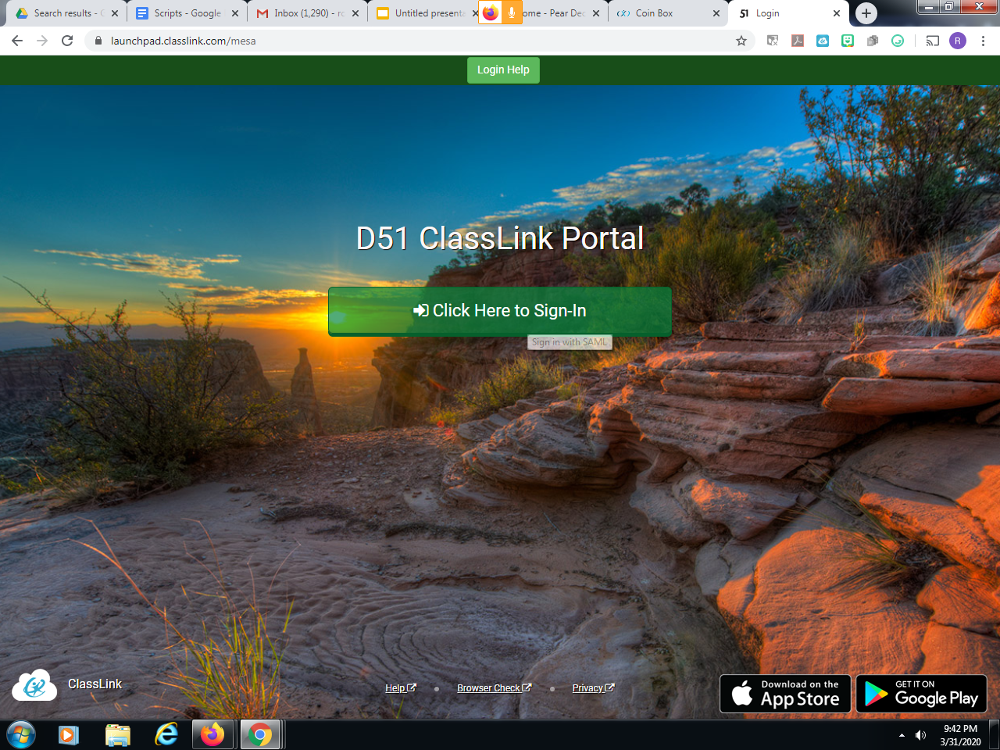 Search results - G
Scripts - Google
Inbox (1,290) - ro
Untitled presenta
ome - Pear Dec
Coin Box
51 Login
launchpad.classlink.com/mesa
R
Login Help
D51 ClassLink Portal
Click Here to Sign-In
Sign in with SAML
ClassLink
Help
Browser Check
Privacy
Download on the
App Store
GET IT ON
Google Play
9:42 PM
3/31/2020